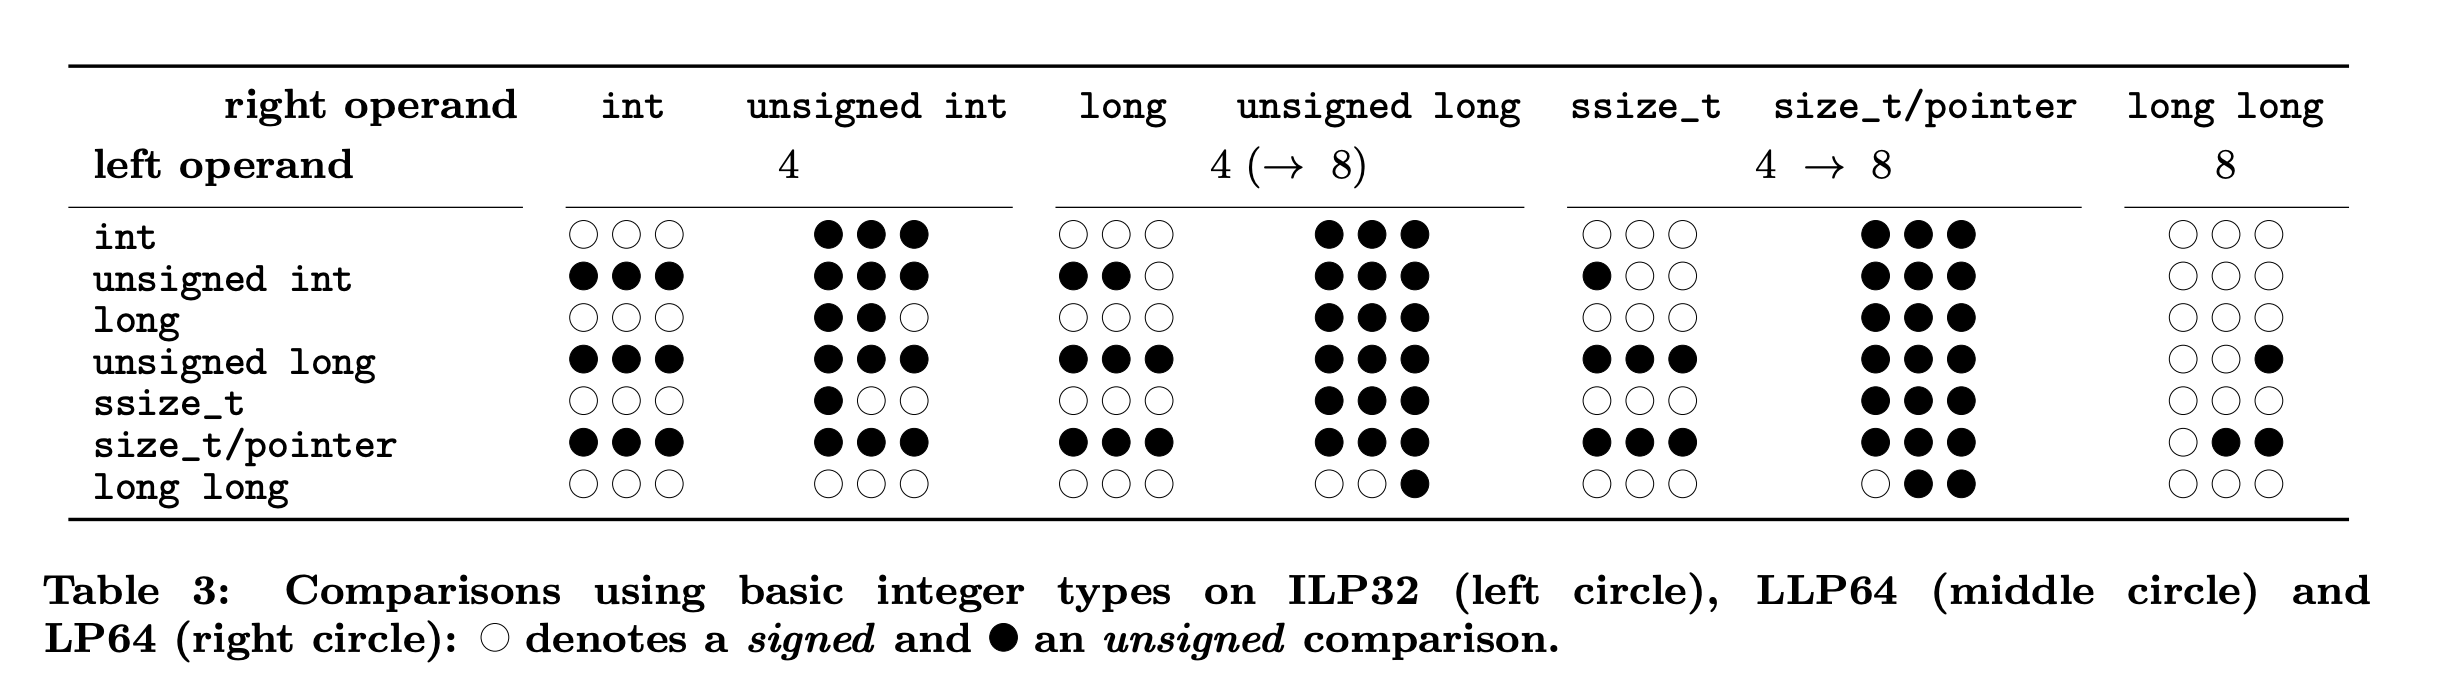 right operand int unsigned int long unsigned long ssize_t size_t/pointer long long
left operand 4 4 (→ 8) 4 → 8 8
int ○○○ ●●● ○○○ ●●● ○○○ ●●● ○○○
unsigned int ●●● ●●● ●●○ ●●● ●○○ ●●● ○○○
long ○○○ ●●○ ○○○ ●●● ○○○ ●●● ○○○
unsigned long ●●● ●●● ●●● ●●● ●●● ●●● ○○●
ssize_t ○○○ ●○○ ○○○ ●●● ○○○ ●●● ○○○
size_t/pointer ●●● ●●● ●●● ●●● ●●● ●●● ○●●
long long ○○○ ○○○ ○○○ ○○● ○○○ ○●● ○○○
Table 3: Comparisons using basic integer types on ILP32 (left circle), LLP64 (middle circle) and
LP64 (right circle): ○ denotes a signed and ● an unsigned comparison.